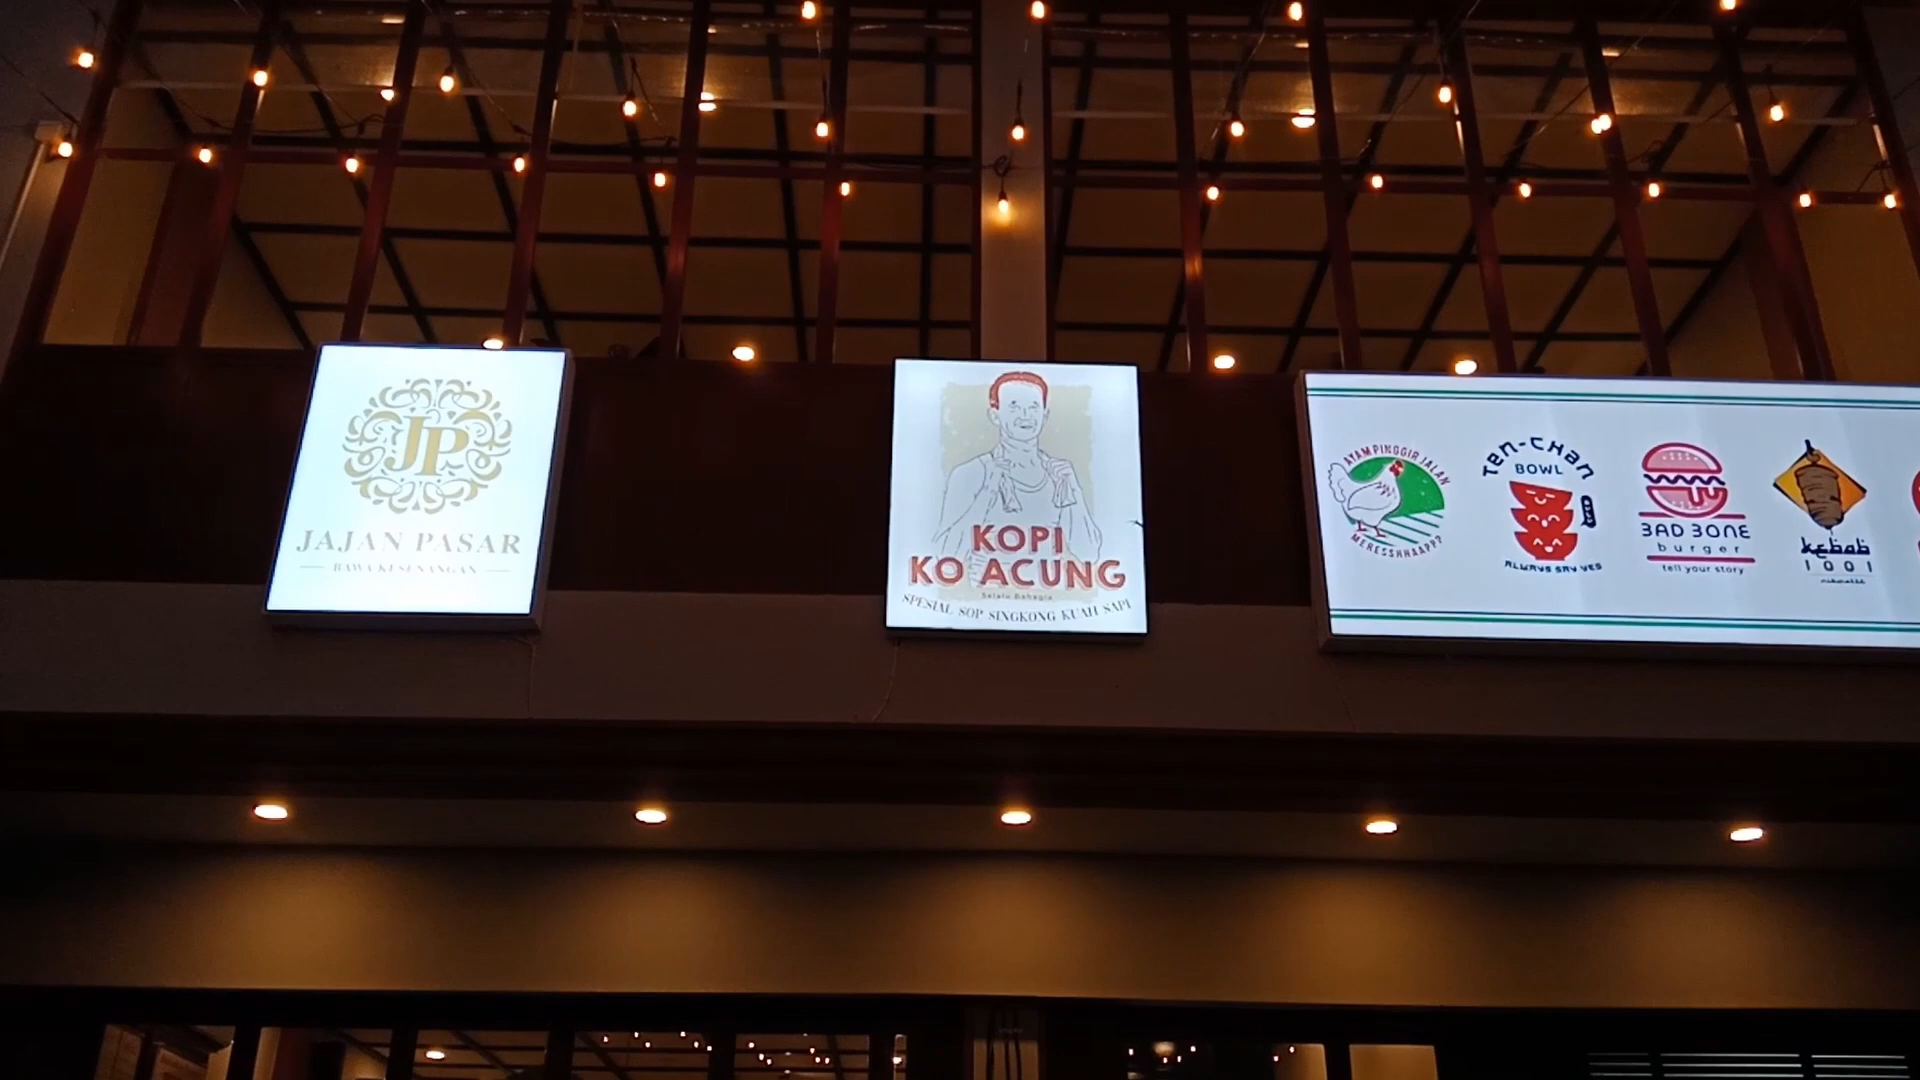 JP
JAJAN PASAR
BAWA KESENANGAN
KOPI
KO ACUNG
Selalu Bahagia
SPESIAL SOP SINGKONG KUAH SAPI
AYAM PINGGIR JALAN
MERESSHHAAPP??
Ten-CHan
BOWL
ALWAYS SAY YES
BAD BONE
burger
tell your story
kebab
1001